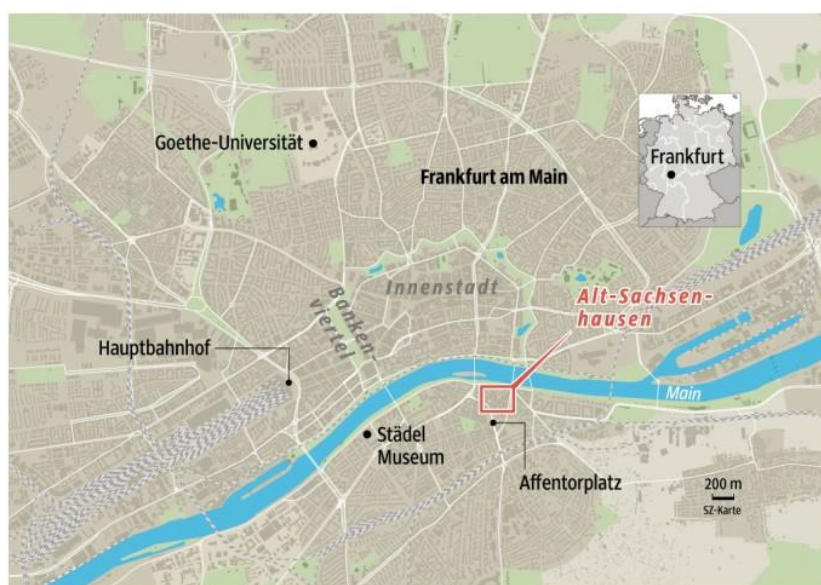 Goethe-Universität
Frankfurt am Main
Frankfurt
Innenstadt
Banken-
viertel
Alt-Sachsen-
hausen
Hauptbahnhof
Main
Städel
Museum
Affentorplatz
200 m
SZ-Karte